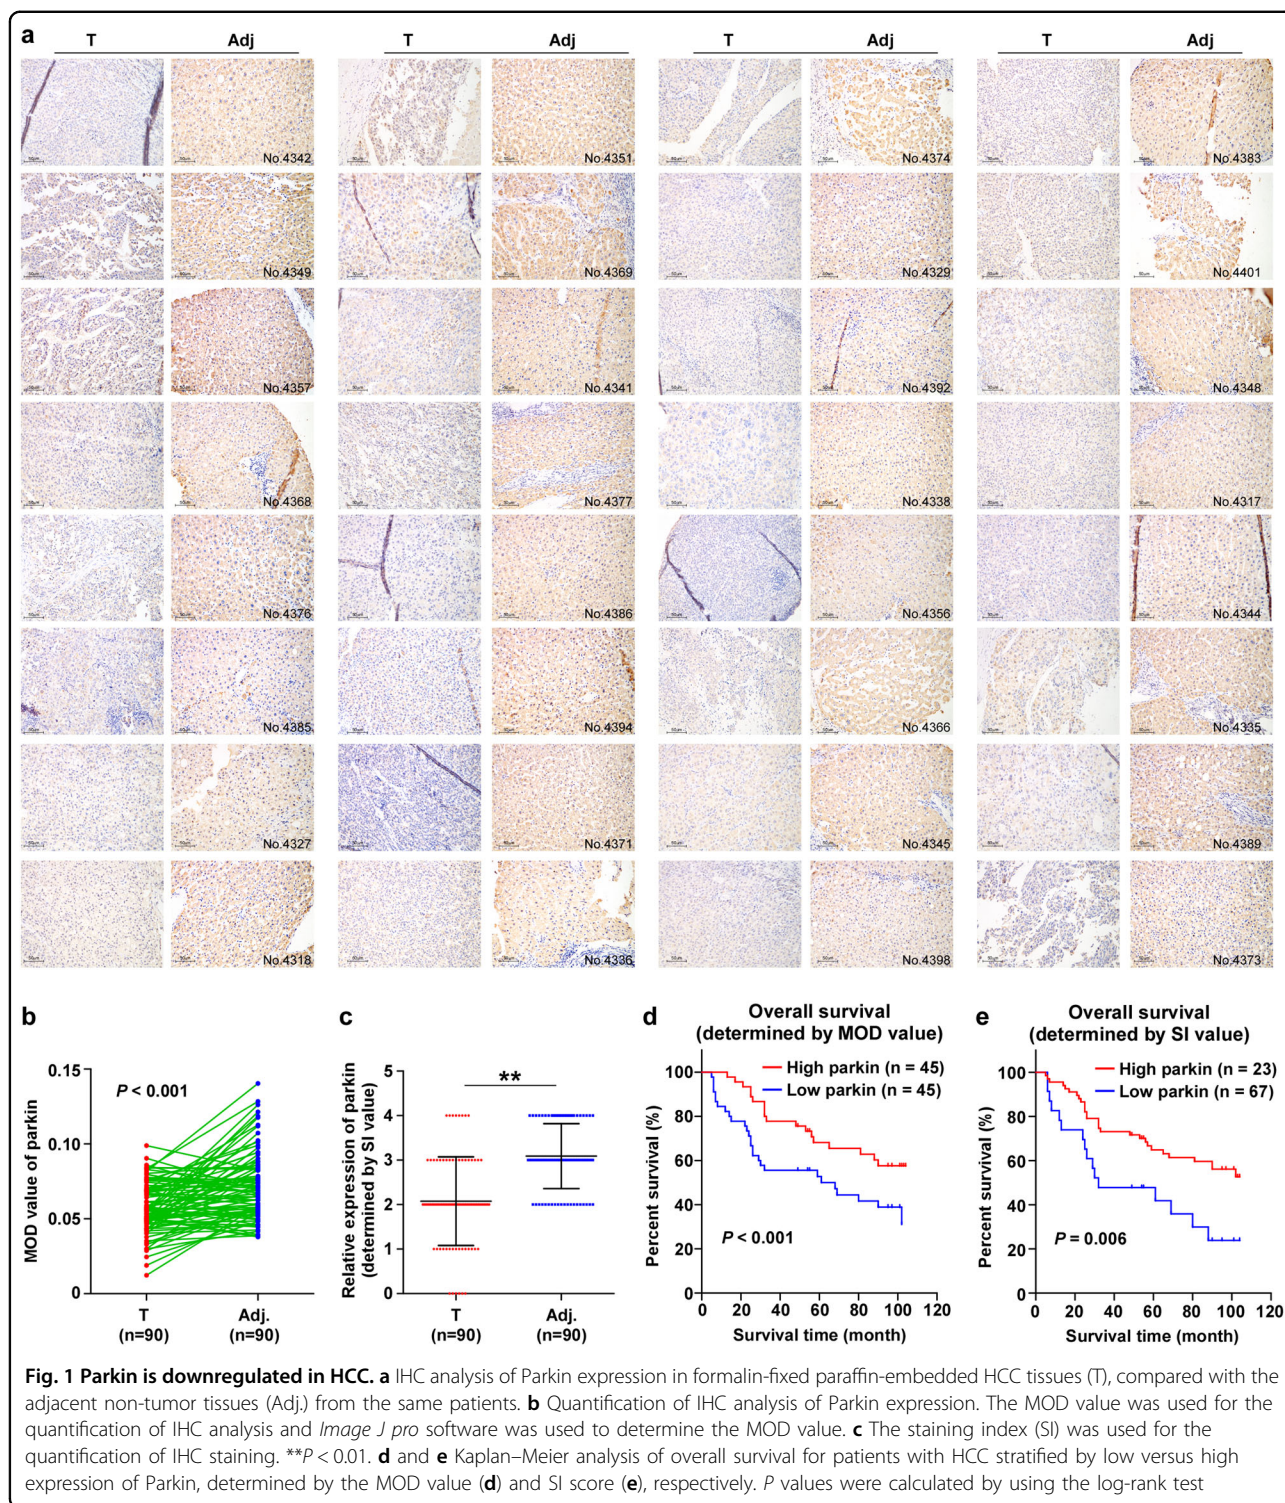 a
T Adj T Adj T Adj T Adj
No.4342 No.4351 No.4374 No.4383
No.4349 No.4369 No.4329 No.4401
No.4357 No.4341 No.4392 No.4348
No.4368 No.4377 No.4338 No.4317
No.4376 No.4386 No.4356 No.4344
No.4385 No.4394 No.4366 No.4335
No.4327 No.4371 No.4345 No.4389
No.4318 No.4336 No.4398 No.4373
b
MOD value of parkin
0.15
0.10
0.05
0
P < 0.001
T
(n=90)
Adj.
(n=90)
c
Relative expression of parkin
(determined by SI value)
5
4
3
2
1
0
**
T
(n=90)
Adj.
(n=90)
d
Overall survival
(determined by MOD value)
High parkin (n = 45)
Low parkin (n = 45)
Percent survival (%)
100
80
60
40
20
0
P < 0.001
0 20 40 60 80 100 120
Survival time (month)
e
Overall survival
(determined by SI value)
High parkin (n = 23)
Low parkin (n = 67)
Percent survival (%)
100
80
60
40
20
0
P = 0.006
0 20 40 60 80 100 120
Survival time (month)
Fig. 1 Parkin is downregulated in HCC. a IHC analysis of Parkin expression in formalin-fixed paraffin-embedded HCC tissues (T), compared with the
adjacent non-tumor tissues (Adj.) from the same patients. b Quantification of IHC analysis of Parkin expression. The MOD value was used for the
quantification of IHC analysis and Image J pro software was used to determine the MOD value. c The staining index (SI) was used for the
quantification of IHC staining. **P < 0.01. d and e Kaplan–Meier analysis of overall survival for patients with HCC stratified by low versus high
expression of Parkin, determined by the MOD value (d) and SI score (e), respectively. P values were calculated by using the log-rank test